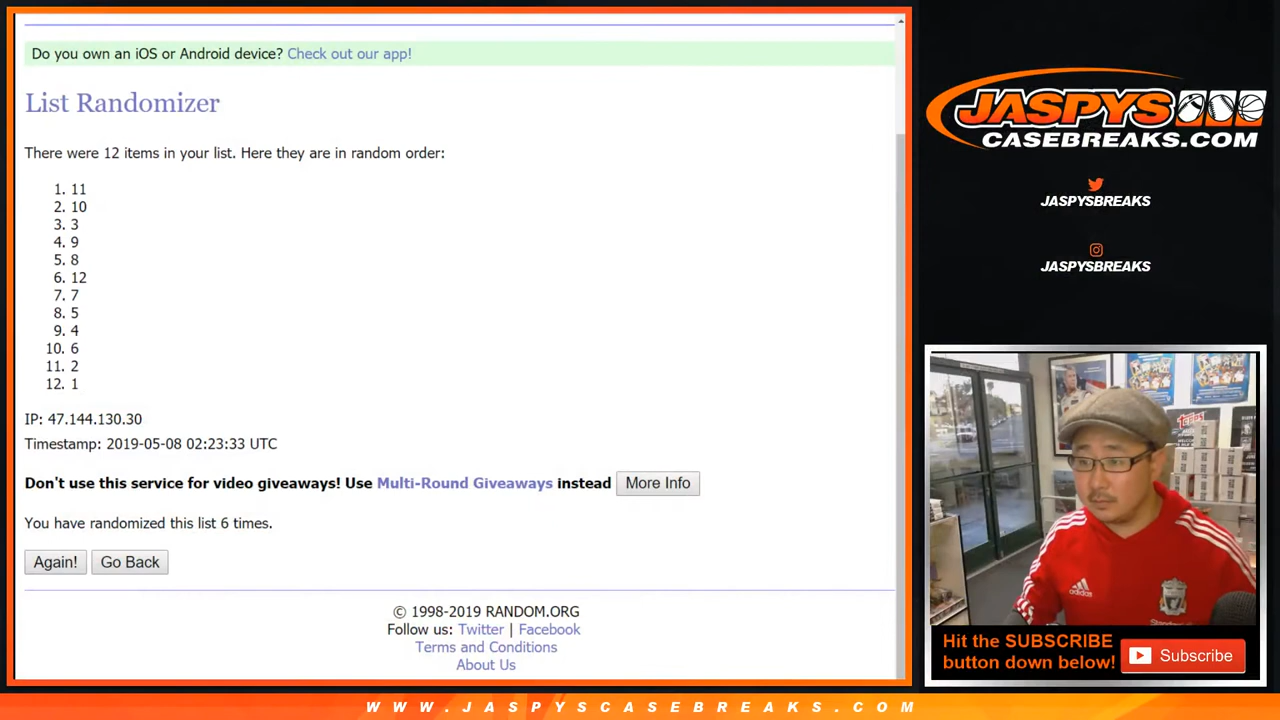 Do you own an iOS or Android device? Check out our app!
List Randomizer
There were 12 items in your list. Here they are in random order:
1. 11
2. 10
3. 3
4. 9
5. 8
6. 12
7. 7
8. 5
9. 4
10. 6
11. 2
12. 1
IP: 47.144.130.30
Timestamp: 2019-05-08 02:23:33 UTC
Don't use this service for video giveaways! Use Multi-Round Giveaways instead More Info
You have randomized this list 6 times.
Again! Go Back
© 1998-2019 RANDOM.ORG
Follow us: Twitter | Facebook
Terms and Conditions
About Us
JASPYS
CASEBREAKS.COM
JASPYSBREAKS
JASPYSBREAKS
TOPPS
adidas
Hit the SUBSCRIBE
button down below!
Subscribe
WWW.JASPYSCASEBREAKS.COM